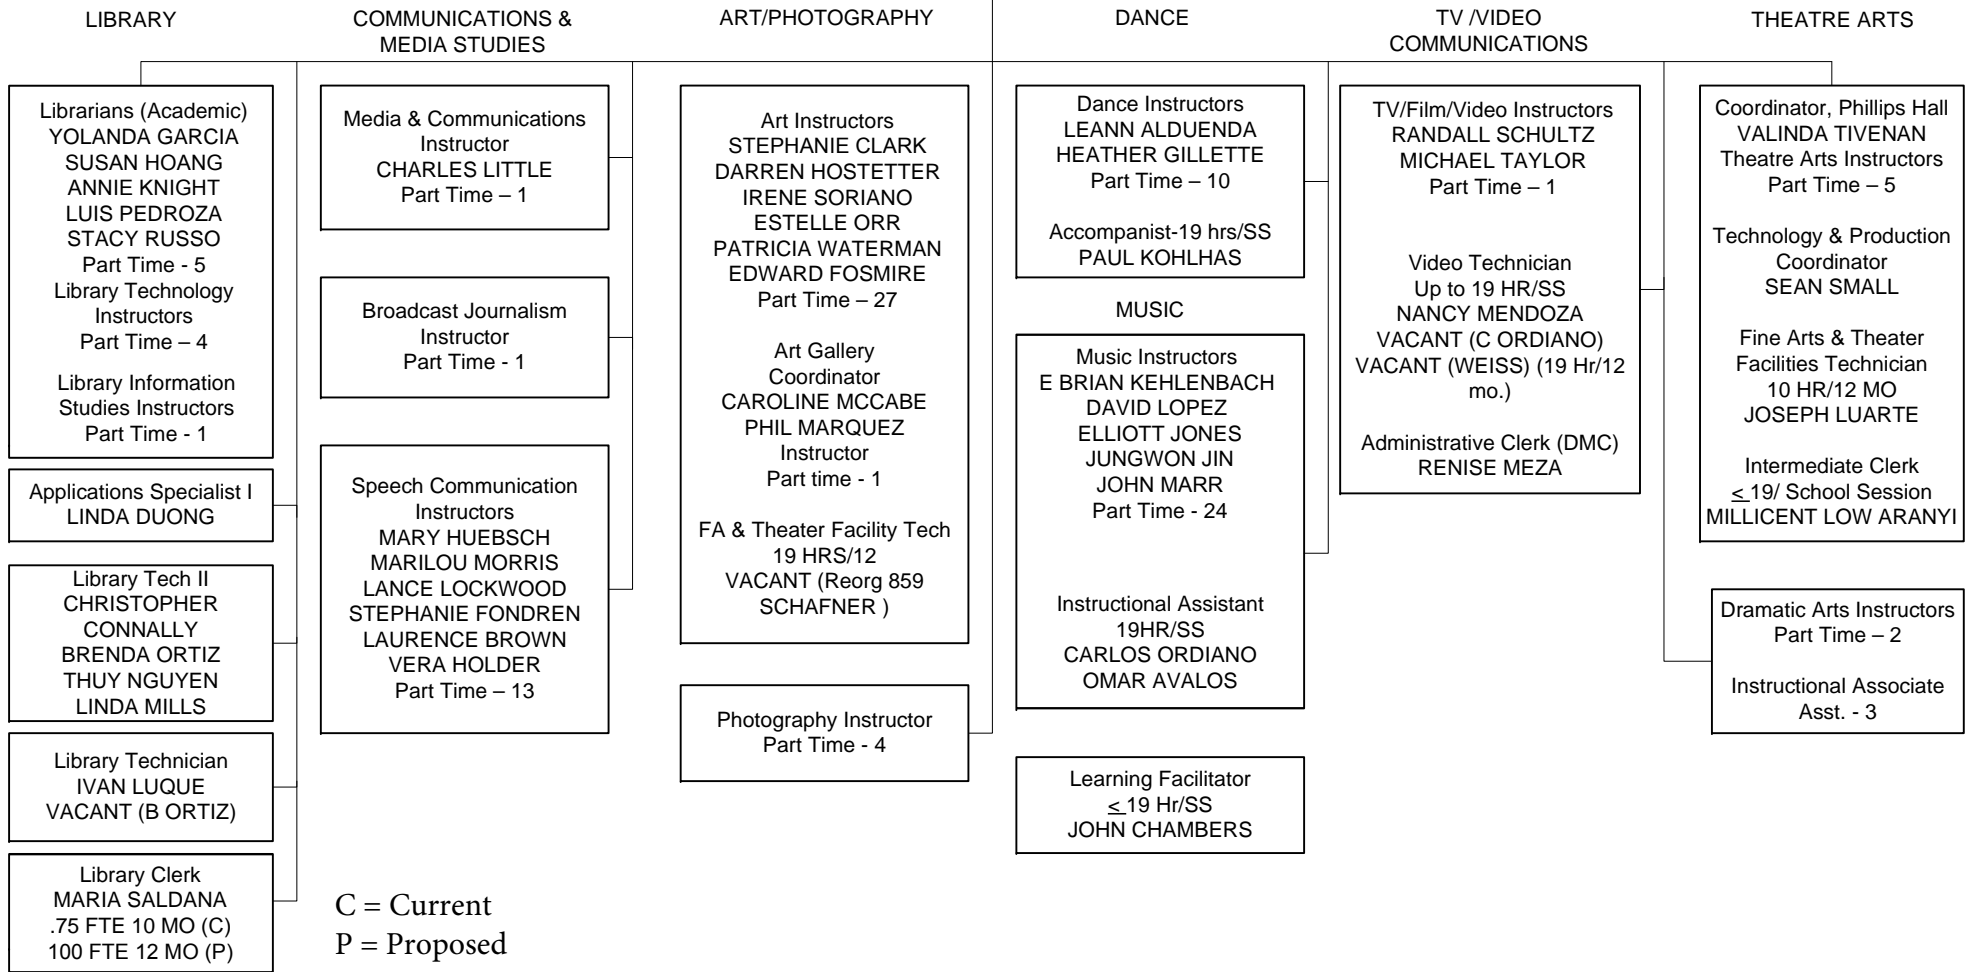 LIBRARY
Librarians (Academic)
YOLANDA GARCIA
SUSAN HOANG
ANNIE KNIGHT
LUIS PEDROZA
STACY RUSSO
Part Time - 5
Library Technology
Instructors
Part Time – 4
Library Information
Studies Instructors
Part Time - 1
Applications Specialist I
LINDA DUONG
Library Tech II
CHRISTOPHER
CONNALLY
BRENDA ORTIZ
THUY NGUYEN
LINDA MILLS
Library Technician
IVAN LUQUE
VACANT (B ORTIZ)
Library Clerk
MARIA SALDANA
.75 FTE 10 MO (C)
100 FTE 12 MO (P)
COMMUNICATIONS &
MEDIA STUDIES
Media & Communications
Instructor
CHARLES LITTLE
Part Time - 1
Broadcast Journalism
Instructor
Part Time - 1
Speech Communication
Instructors
MARY HUEBSCH
MARILOU MORRIS
LANCE LOCKWOOD
STEPHANIE FONDREN
LAURENCE BROWN
VERA HOLDER
Part Time – 13
C = Current
P = Proposed
ART/PHOTOGRAPHY
Art Instructors
STEPHANIE CLARK
DARREN HOSTETTER
IRENE SORIANO
ESTELLE ORR
PATRICIA WATERMAN
EDWARD FOSMIRE
Part Time – 27
Art Gallery
Coordinator
CAROLINE MCCABE
PHIL MARQUEZ
Instructor
Part time - 1
FA & Theater Facility Tech
19 HRS/12
VACANT (Reorg 859
SCHAFNER )
Photography Instructor
Part Time - 4
DANCE
Dance Instructors
LEANN ALDUENDA
HEATHER GILLETTE
Part Time – 10
Accompanist-19 hrs/SS
PAUL KOHLHAS
MUSIC
Music Instructors
E BRIAN KEHLENBACH
DAVID LOPEZ
ELLIOTT JONES
JUNGWON JIN
JOHN MARR
Part Time - 24
Instructional Assistant
19HR/SS
CARLOS ORDIANO
OMAR AVALOS
Learning Facilitator
< 19 Hr/SS
JOHN CHAMBERS
TV /VIDEO
COMMUNICATIONS
TV/Film/Video Instructors
RANDALL SCHULTZ
MICHAEL TAYLOR
Part Time – 1
Video Technician
Up to 19 HR/SS
NANCY MENDOZA
VACANT (C ORDIANO)
VACANT (WEISS) (19 Hr/12
mo.)
Administrative Clerk (DMC)
RENISE MEZA
THEATRE ARTS
Coordinator, Phillips Hall
VALINDA TIVENAN
Theatre Arts Instructors
Part Time – 5
Technology & Production
Coordinator
SEAN SMALL
Fine Arts & Theater
Facilities Technician
10 HR/12 MO
JOSEPH LUARTE
Intermediate Clerk
< 19/ School Session
MILLICENT LOW ARANYI
Dramatic Arts Instructors
Part Time – 2
Instructional Associate
Asst. - 3